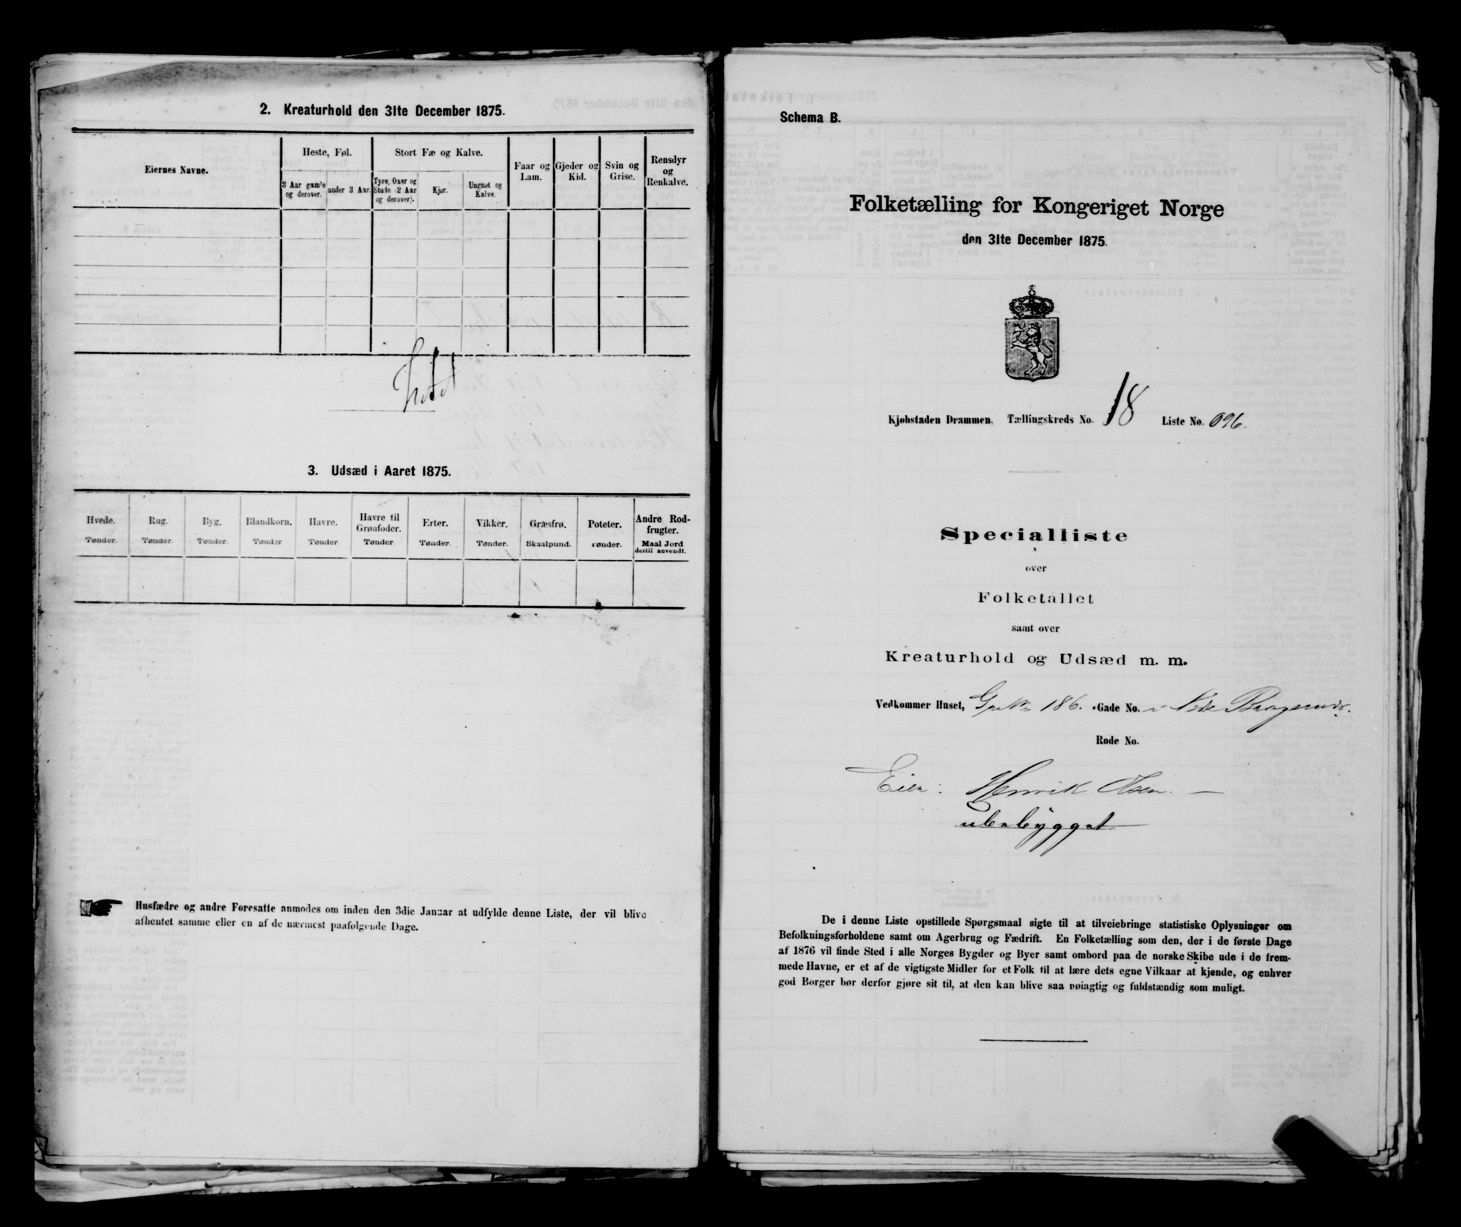 2. Kreaturhold den 31te December 1875.
Eiernes Navne.
Heste, Føl.
3 Aar gamle og derover.
under 3 Aar.
Stort Fæ og Kalve.
Tyre, Oxer og Stude (2 Aar og derover).
Kjør.
Ungnøt og Kalve.
Faar og Lam.
Gjeder og Kid.
Svin og Grise.
Rensdyr og Renkalve.
Intet
3. Udsæd i Aaret 1875.
Hvede. Rug. Byg. Blandkorn. Havre. Havre til Grønfoder. Erter. Vikker. Græsfrø. Poteter. Andre Rodfrugter.
Tønder. Tønder. Tønder. Tønder Tønder Tønder. Tønder. Tønder. Skaalpund. Tønder. Maal Jord dertil anvendt.
Husfædre og andre Foresatte anmodes om inden den 3die Januar at udfylde denne Liste, der vil blive
afhentet samme eller en af de nærmest paafølgende Dage.
Schema B.
Folketælling for Kongeriget Norge
den 31te December 1875.
Kjøbstaden Drammen. Tællingskreds No. 18 Liste No. 096.
Specialliste
over
Folketallet
samt over
Kreaturhold og Udsæd m. m.
Vedkommer Huset, 186. Gade No. Bragernes.
Rode No.
Eier: Henrik Olsen.
ubebygget
De i denne Liste opstillede Spørgsmaal sigte til at tilveiebringe statistiske Oplysninger om
Befolkningsforholdene samt om Agerbrug og Fædrift. En Folketælling som den, der i de første Dage
af 1876 vil finde Sted i alle Norges Bygder og Byer samt ombord paa de norske Skibe ude i de frem-
mede Havne, er et af de vigtigste Midler for et Folk til at lære dets egne Vilkaar at kjende, og enhver
god Borger bør derfor gjøre sit til, at den kan blive saa nøiagtig og fuldstændig som muligt.